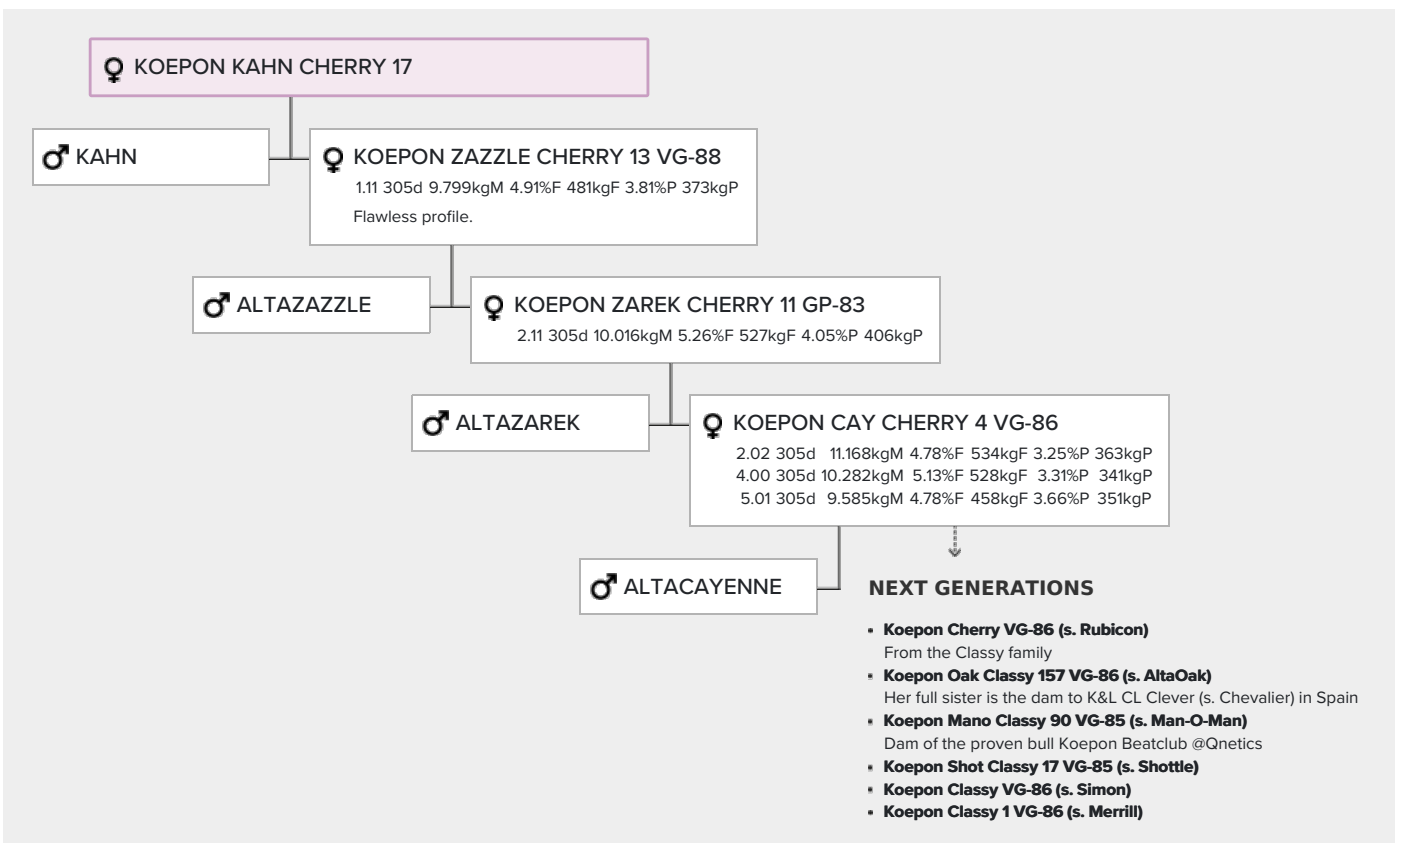 KOEPON KAHN CHERRY 17
KAHN
KOEPON ZAZZLE CHERRY 13 VG-88
1.11 305d 9.799kgM 4.91%F 481kgF 3.81%P 373kgP
Flawless profile.
ALTAZAZZLE
KOEPON ZAREK CHERRY 11 GP-83
2.11 305d 10.016kgM 5.26%F 527kgF 4.05%P 406kgP
ALTAZAREK
KOEPON CAY CHERRY 4 VG-86
2.02 305d 11.168kgM 4.78%F 534kgF 3.25%P 363kgP
4.00 305d 10.282kgM 5.13%F 528kgF 3.31%P 341kgP
5.01 305d 9.585kgM 4.78%F 458kgF 3.66%P 351kgP
ALTACAYENNE
NEXT GENERATIONS
Koepon Cherry VG-86 (s. Rubicon)
From the Classy family
Koepon Oak Classy 157 VG-86 (s. AltaOak)
Her full sister is the dam to K&L CL Clever (s. Chevalier) in Spain
Koepon Mano Classy 90 VG-85 (s. Man-O-Man)
Dam of the proven bull Koepon Beatclub @Qnetics
Koepon Shot Classy 17 VG-85 (s. Shottle)
Koepon Classy VG-86 (s. Simon)
Koepon Classy 1 VG-86 (s. Merrill)